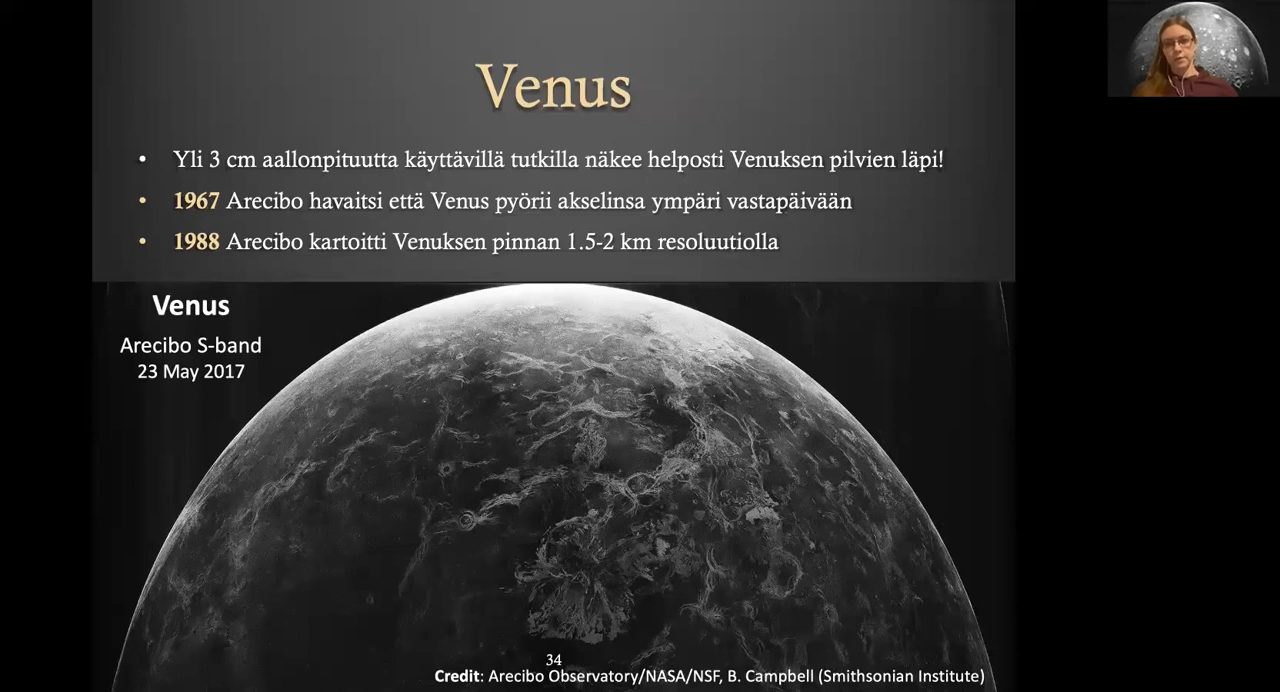 Venus
• Yli 3 cm aallonpituutta käyttävillä tutkilla näkee helposti Venuksen pilvien läpi!
• 1967 Arecibo havaitsi että Venus pyörii akselinsa ympäri vastapäivään
• 1988 Arecibo kartoitti Venuksen pinnan 1.5-2 km resoluutiolla
Venus
Arecibo S-band
23 May 2017
34
Credit: Arecibo Observatory/NASA/NSF, B. Campbell (Smithsonian Institute)